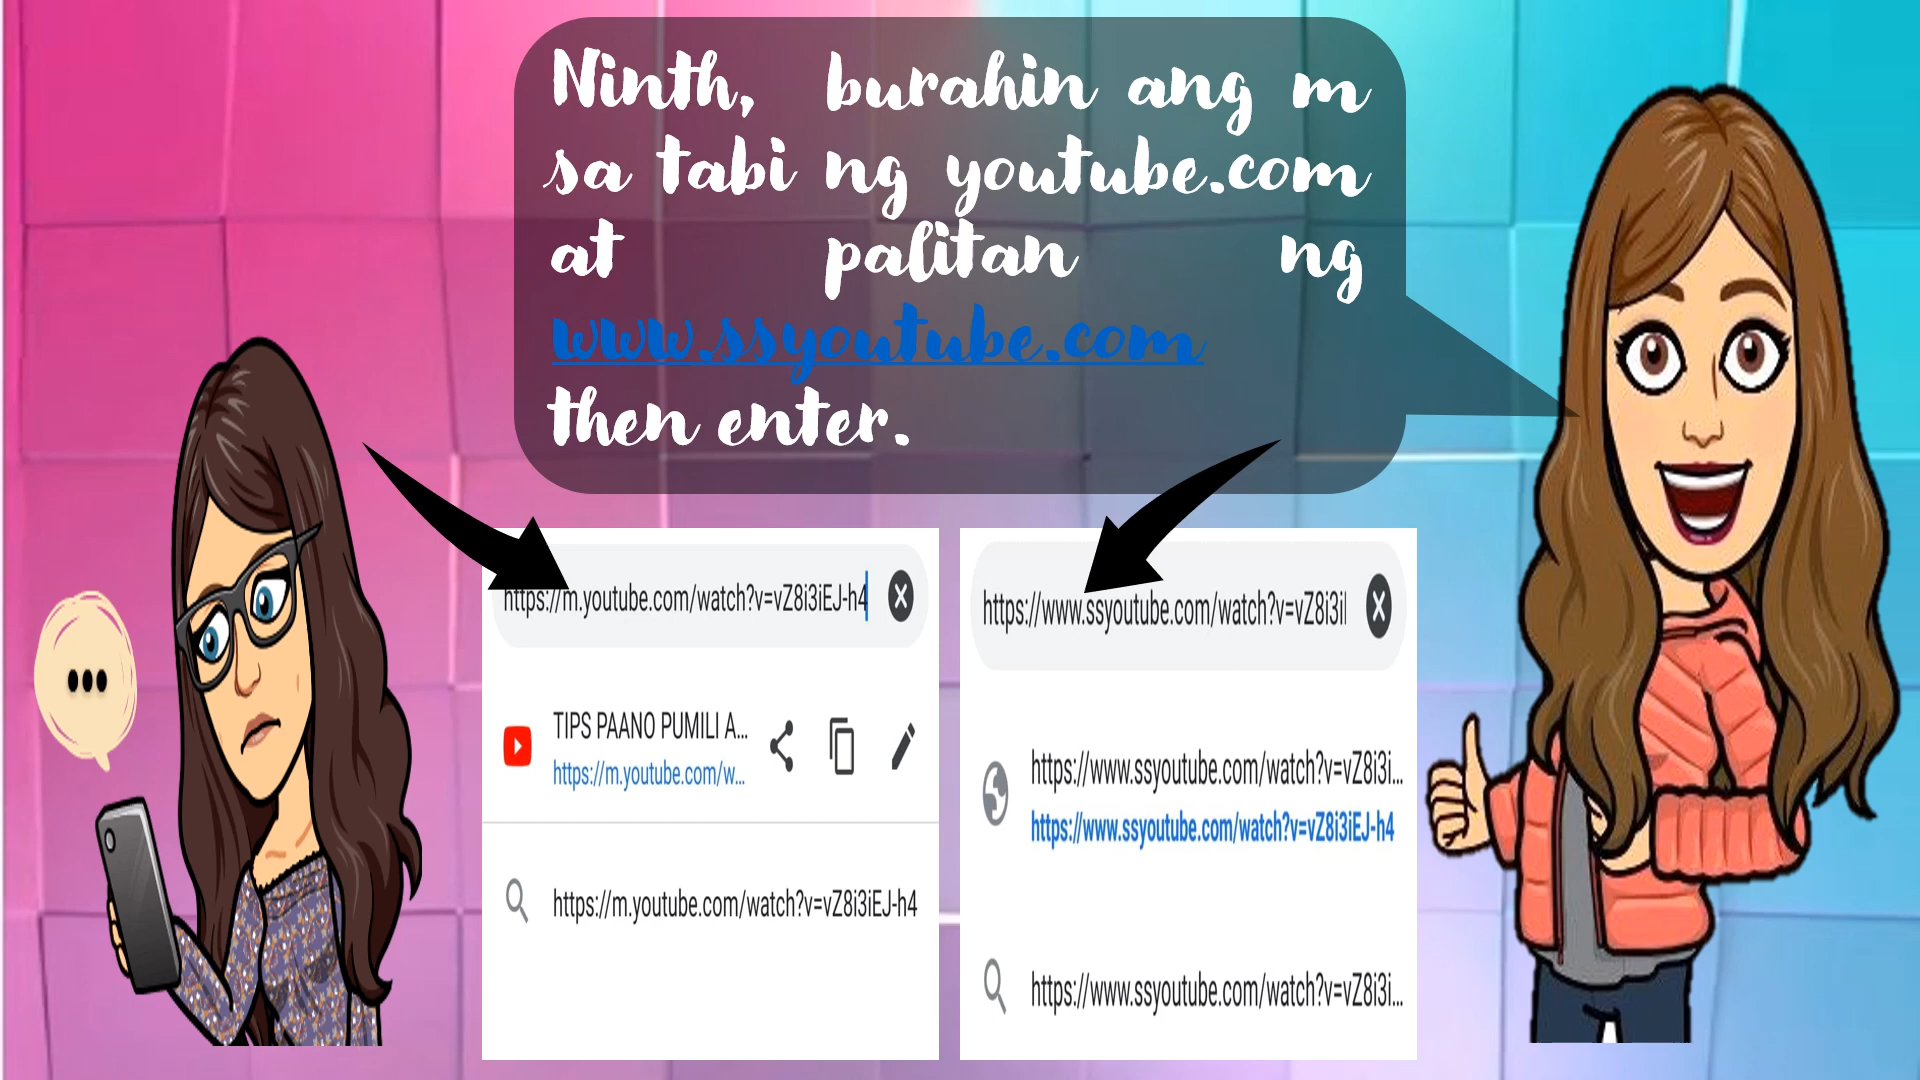 Ninth, burahin ang m
sa tabi ng youtube.com
at palitan ng
www.ssyoutube.com
then enter.
https://m.youtube.com/watch?v=vZ8i3iEJ-h4
TIPS PAANO PUMILI A...
https://m.youtube.com/w...
https://m.youtube.com/watch?v=vZ8i3iEJ-h4
https://www.ssyoutube.com/watch?v=vZ8i3i
https://www.ssyoutube.com/watch?v=vZ8i3i...
https://www.ssyoutube.com/watch?v=vZ8i3iEJ-h4
https://www.ssyoutube.com/watch?v=vZ8i3i...